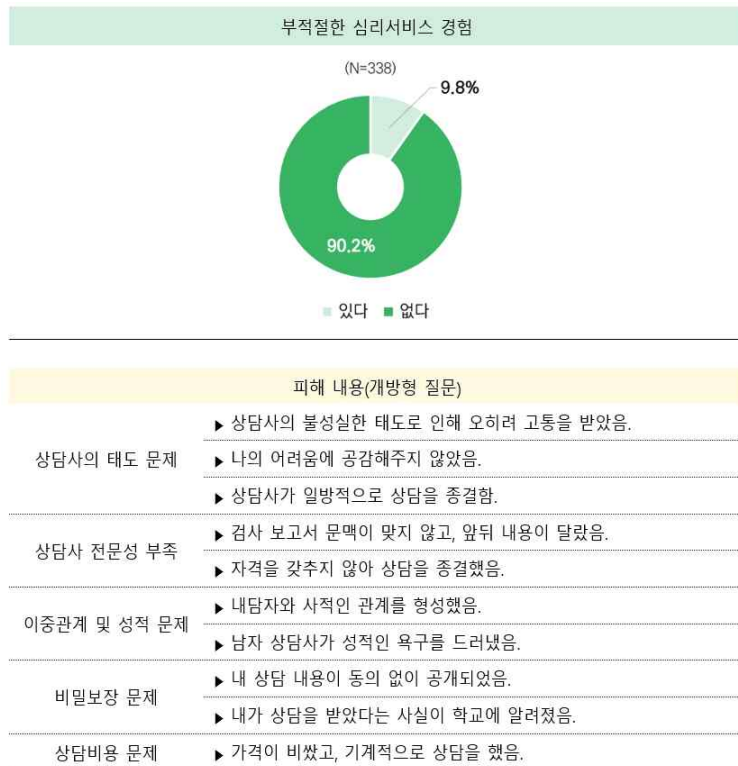 부적절한 심리서비스 경험
(N=338)
9.8%
90.2%
있다 없다
피해 내용(개방형 질문)
상담사의 태도 문제
▶ 상담사의 불성실한 태도로 인해 오히려 고통을 받았음.
▶ 나의 어려움에 공감해주지 않았음.
▶ 상담사가 일방적으로 상담을 종결함.
상담사 전문성 부족
▶ 검사 보고서 문맥이 맞지 않고, 앞뒤 내용이 달랐음.
▶ 자격을 갖추지 않아 상담을 종결했음.
이중관계 및 성적 문제
▶ 내담자와 사적인 관계를 형성했음.
▶ 남자 상담사가 성적인 욕구를 드러냈음.
비밀보장 문제
▶ 내 상담 내용이 동의 없이 공개되었음.
▶ 내가 상담을 받았다는 사실이 학교에 알려졌음.
상담비용 문제
▶ 가격이 비쌌고, 기계적으로 상담을 했음.